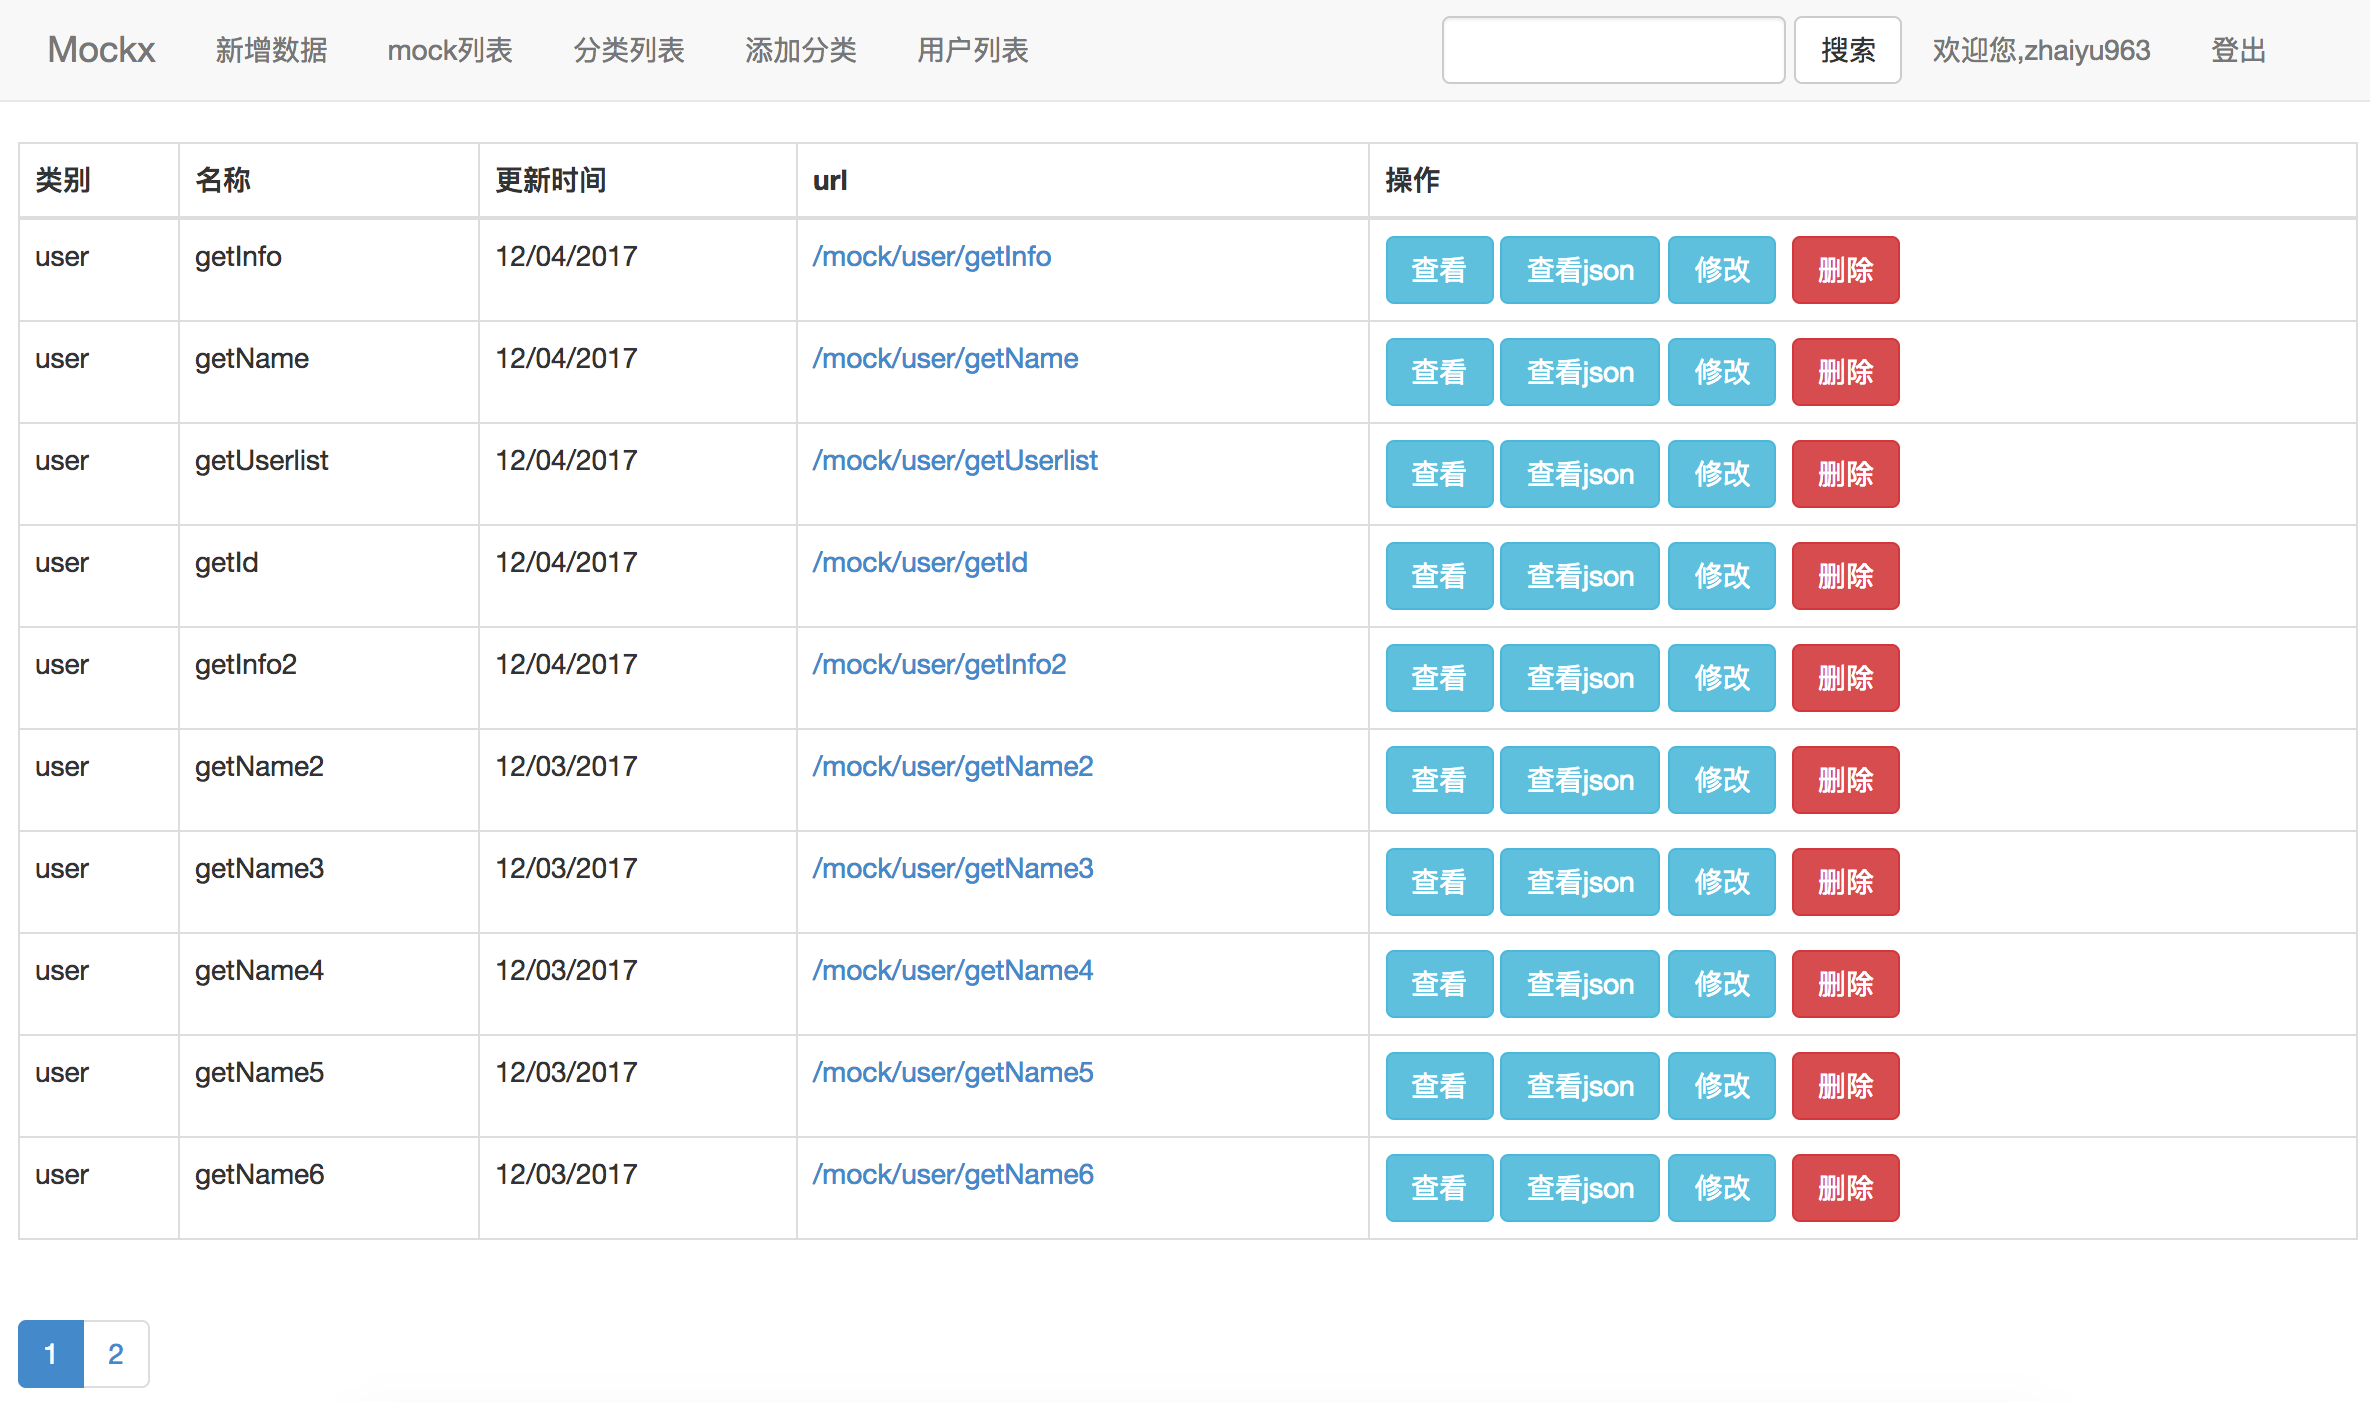 Mockx 新增数据 mock列表 分类列表 添加分类 用户列表 搜索 欢迎您,zhaiyu963 登出
类别 名称 更新时间 url 操作
user getInfo 12/04/2017 /mock/user/getInfo 查看 查看json 修改 删除
user getName 12/04/2017 /mock/user/getName 查看 查看json 修改 删除
user getUserlist 12/04/2017 /mock/user/getUserlist 查看 查看json 修改 删除
user getId 12/04/2017 /mock/user/getId 查看 查看json 修改 删除
user getInfo2 12/04/2017 /mock/user/getInfo2 查看 查看json 修改 删除
user getName2 12/03/2017 /mock/user/getName2 查看 查看json 修改 删除
user getName3 12/03/2017 /mock/user/getName3 查看 查看json 修改 删除
user getName4 12/03/2017 /mock/user/getName4 查看 查看json 修改 删除
user getName5 12/03/2017 /mock/user/getName5 查看 查看json 修改 删除
user getName6 12/03/2017 /mock/user/getName6 查看 查看json 修改 删除
1 2